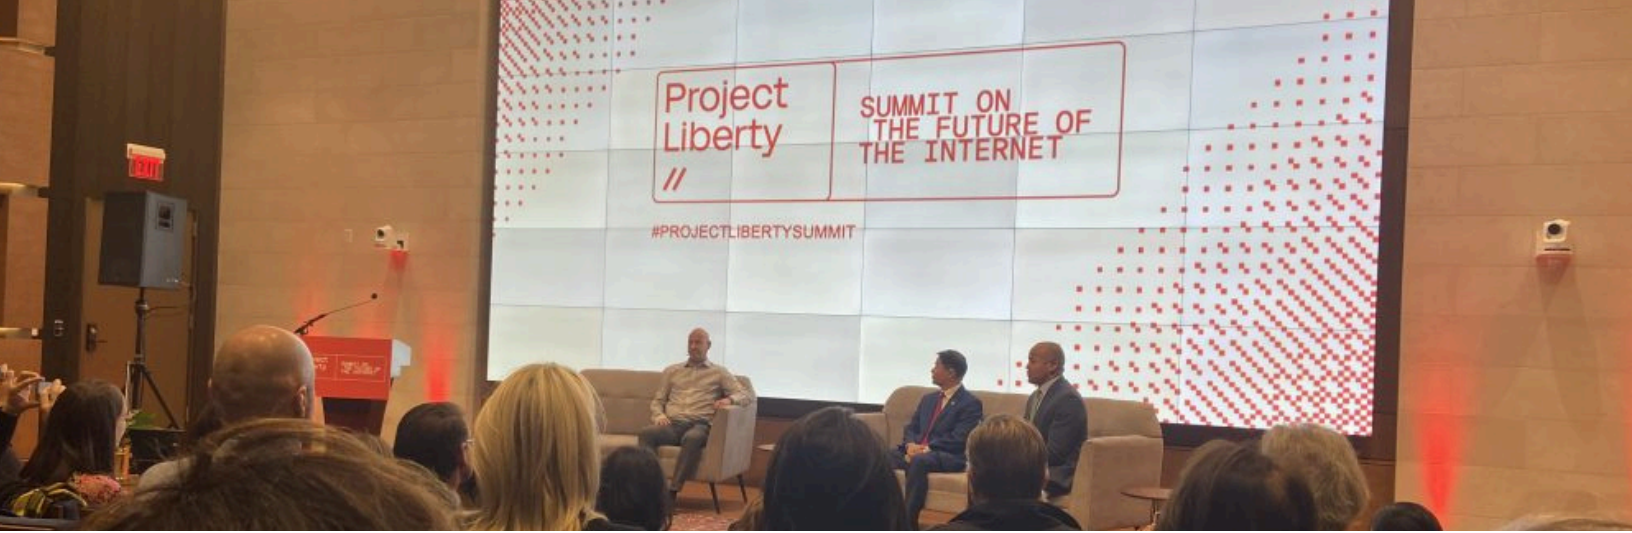 Project
Liberty
//
SUMMIT ON
THE FUTURE OF
THE INTERNET
#PROJECTLIBERTYSUMMIT
EXIT